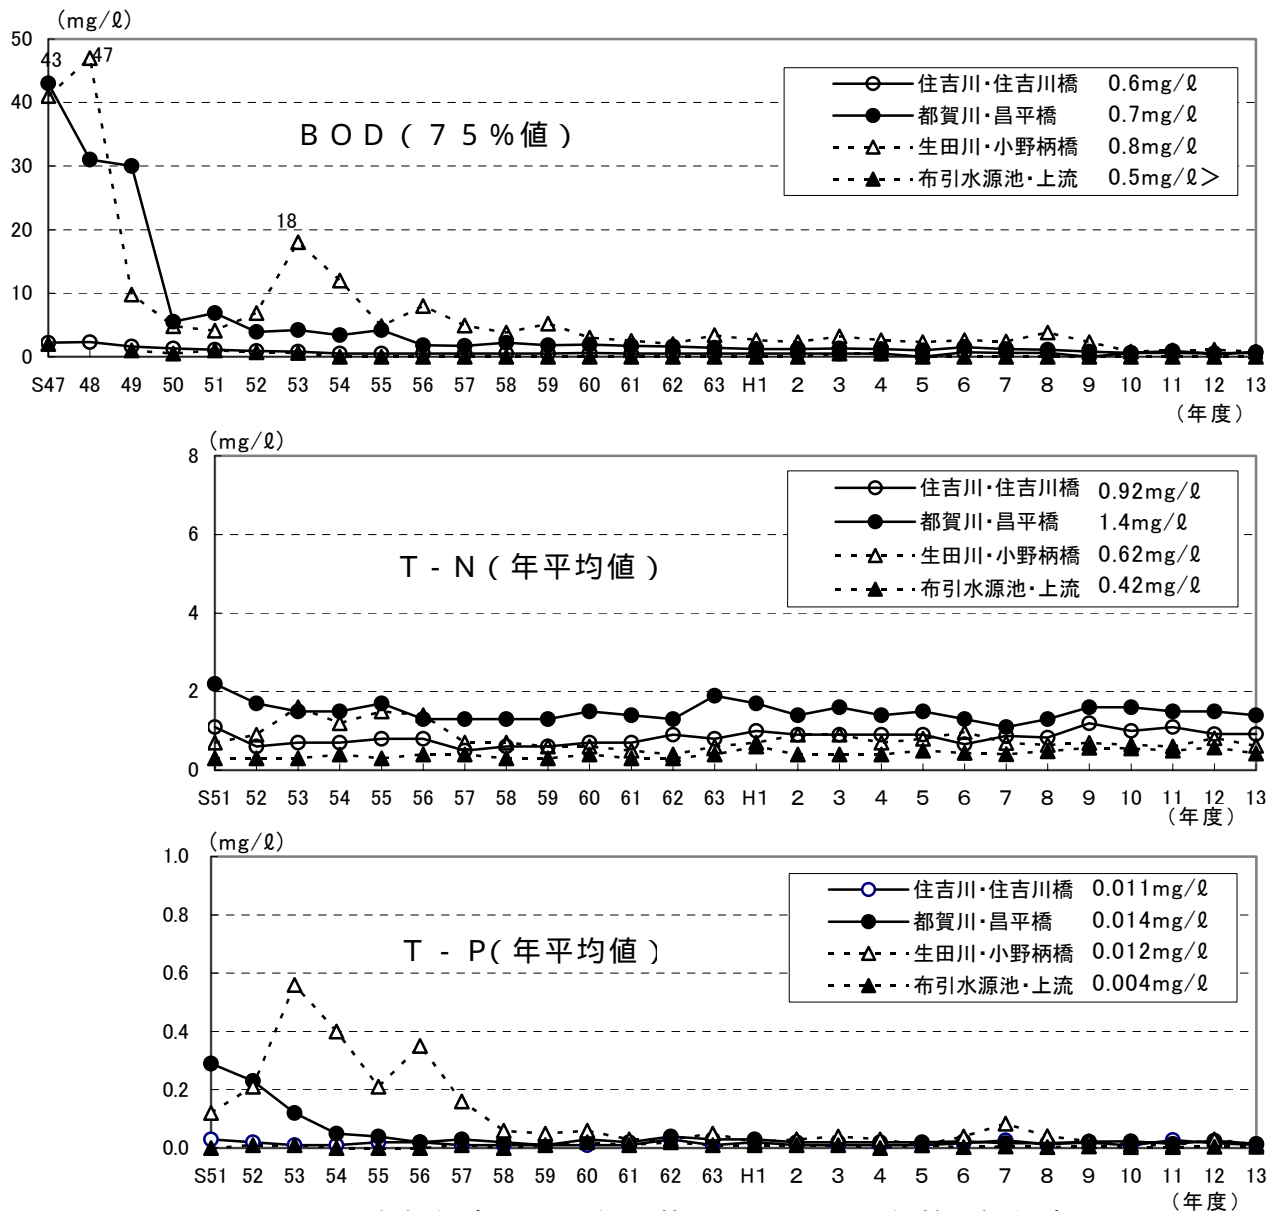 (mg/ℓ)
50
40
30
20
10
0
43
47
18
BOD(75%値)
住吉川・住吉川橋 0.6mg/ℓ
都賀川・昌平橋 0.7mg/ℓ
生田川・小野柄橋 0.8mg/ℓ
布引水源池・上流 0.5mg/ℓ>
S47 48 49 50 51 52 53 54 55 56 57 58 59 60 61 62 63 H1 2 3 4 5 6 7 8 9 10 11 12 13
(年度)
(mg/ℓ)
8
6
4
2
0
T-N(年平均値)
住吉川・住吉川橋 0.92mg/ℓ
都賀川・昌平橋 1.4mg/ℓ
生田川・小野柄橋 0.62mg/ℓ
布引水源池・上流 0.42mg/ℓ
S51 52 53 54 55 56 57 58 59 60 61 62 63 H1 2 3 4 5 6 7 8 9 10 11 12 13
(年度)
(mg/ℓ)
1.0
0.8
0.6
0.4
0.2
0.0
T-P(年平均値)
住吉川・住吉川橋 0.011mg/ℓ
都賀川・昌平橋 0.014mg/ℓ
生田川・小野柄橋 0.012mg/ℓ
布引水源池・上流 0.004mg/ℓ
S51 52 53 54 55 56 57 58 59 60 61 62 63 H1 2 3 4 5 6 7 8 9 10 11 12 13
(年度)